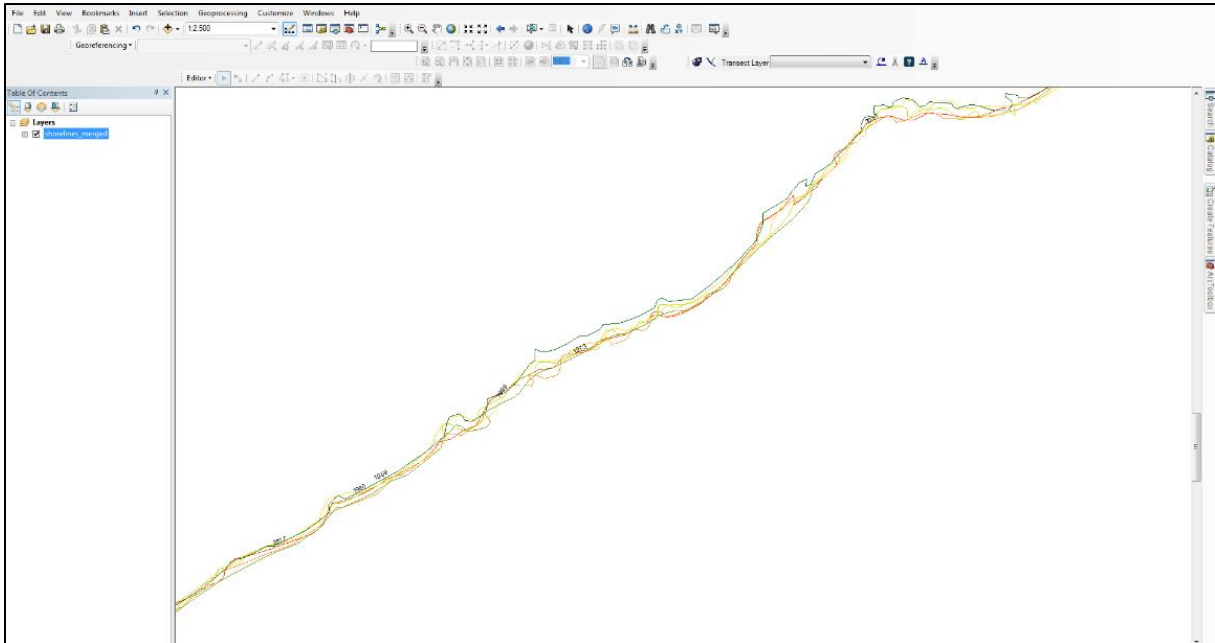 File Edit View Bookmarks Insert Selection Geoprocessing Customize Windows Help
1:2.500
Georeferencing
Transect Layer
Editor
Table Of Contents
Layers
shorelines_merged
Search
Catalog
Create Features
ArcToolbox
1973